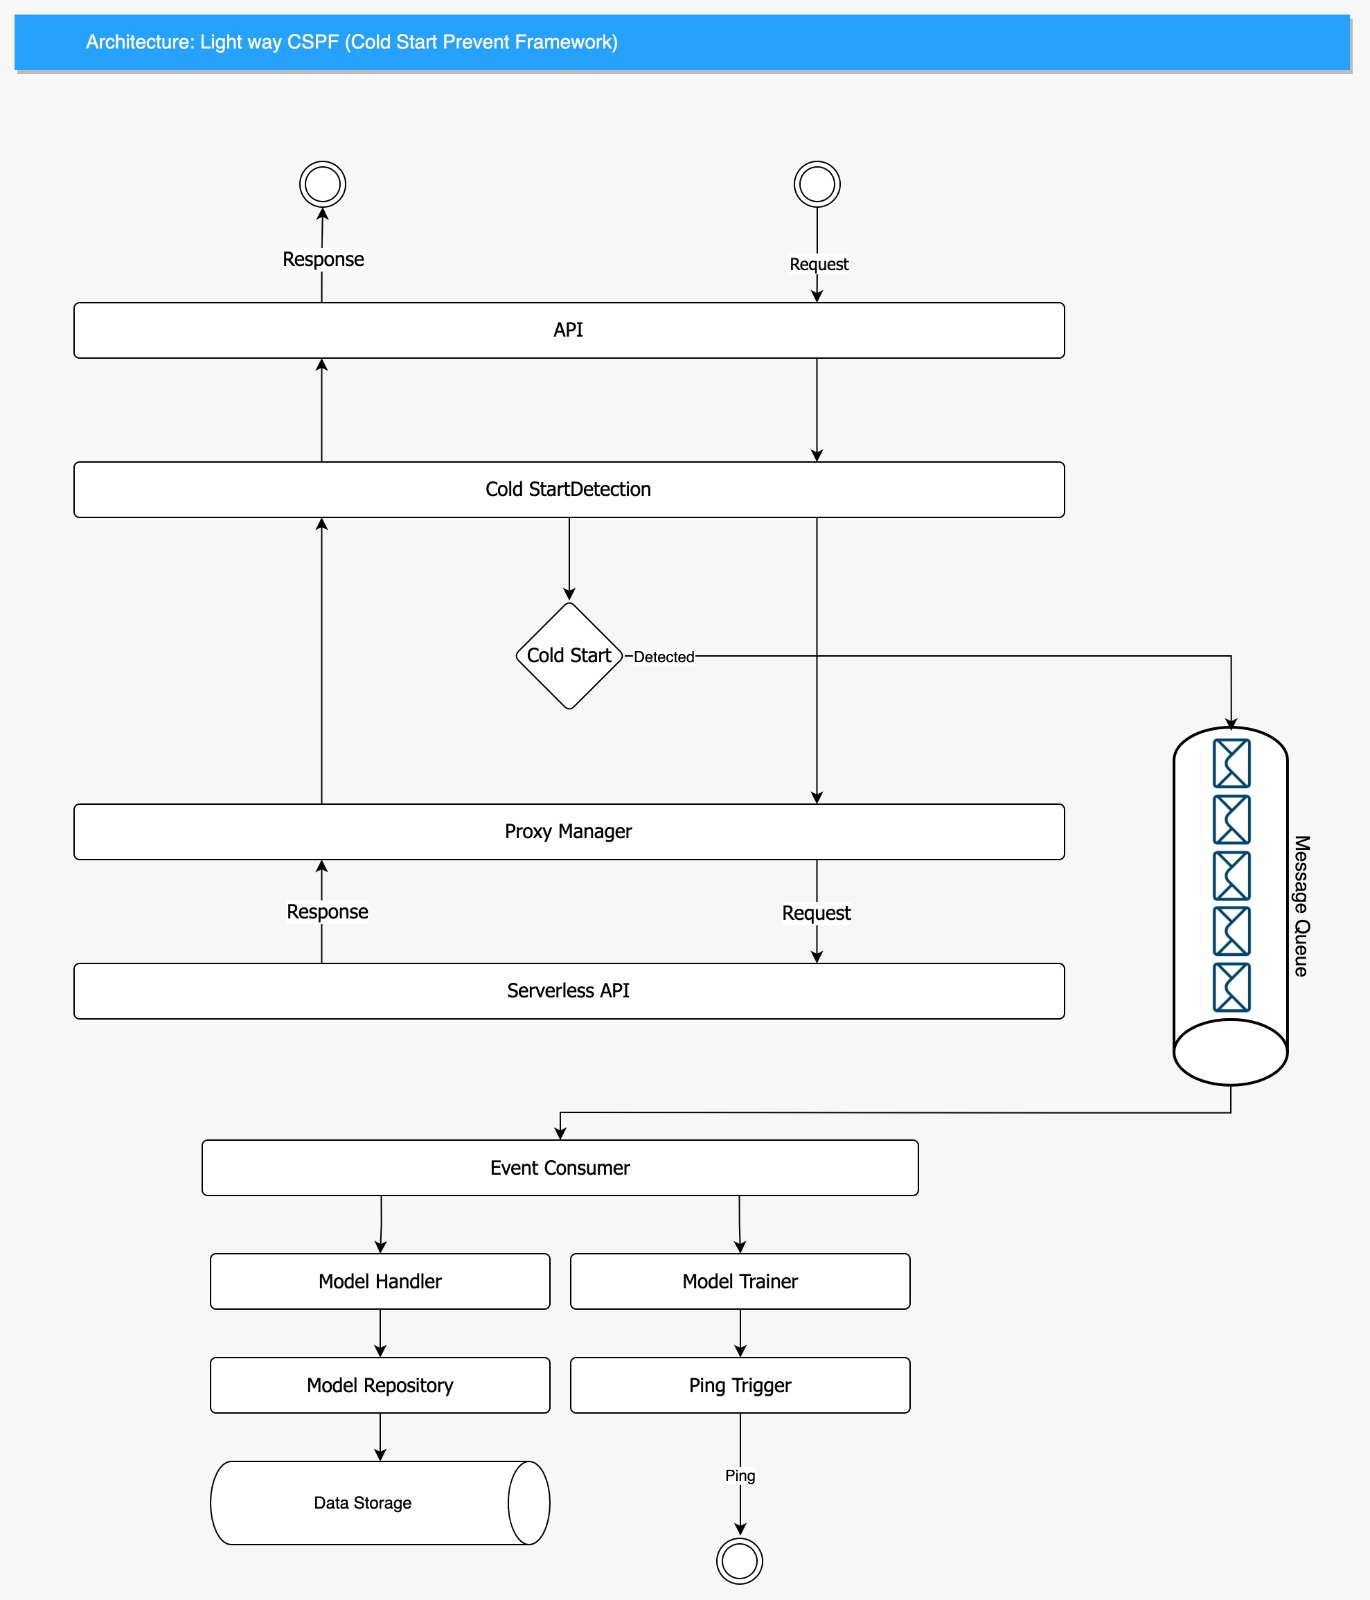 Architecture: Light way CSPF (Cold Start Prevent Framework)
Response
Request
API
Cold StartDetection
Cold Start
Detected
Proxy Manager
Response
Request
Message Queue
Serverless API
Event Consumer
Model Handler
Model Trainer
Model Repository
Ping Trigger
Ping
Data Storage